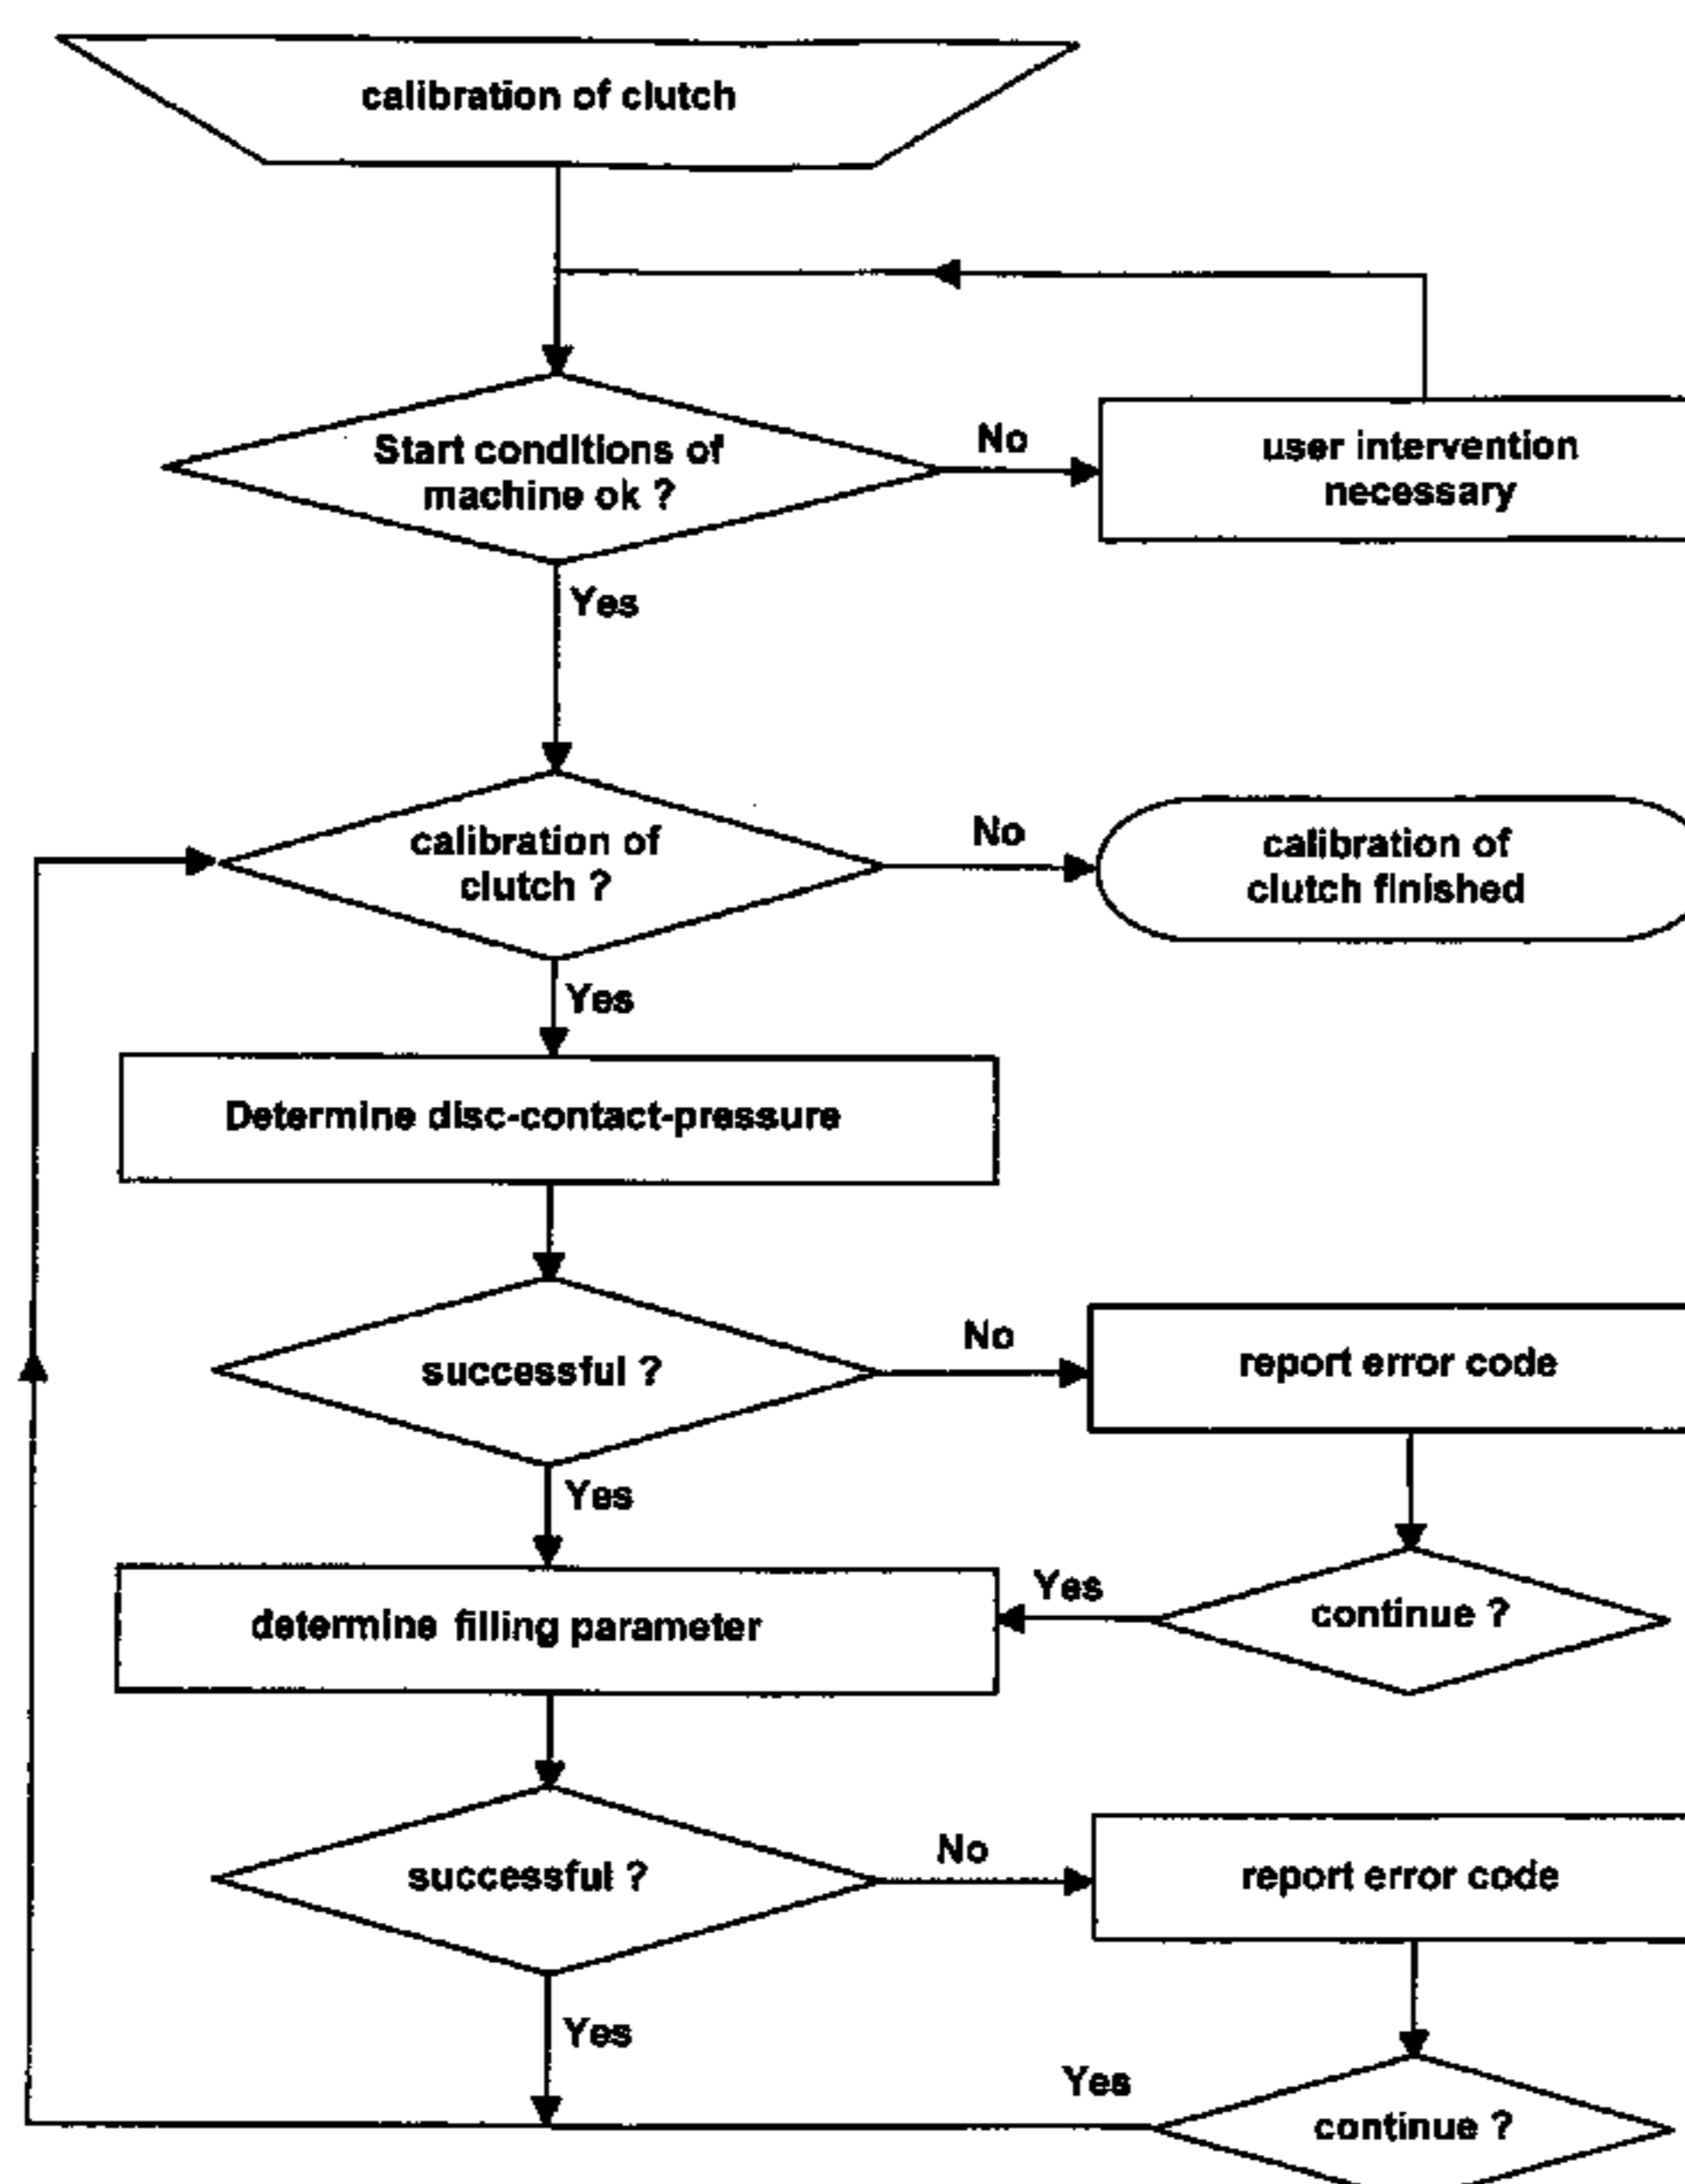 calibration of clutch
Start conditions of
machine ok ?
No
user intervention
necessary
Yes
calibration of
clutch ?
No
calibration of
clutch finished
Yes
Determine disc-contact-pressure
successful ?
No
report error code
Yes
determine filling parameter
Yes
continue ?
successful ?
No
report error code
Yes
Yes
continue ?